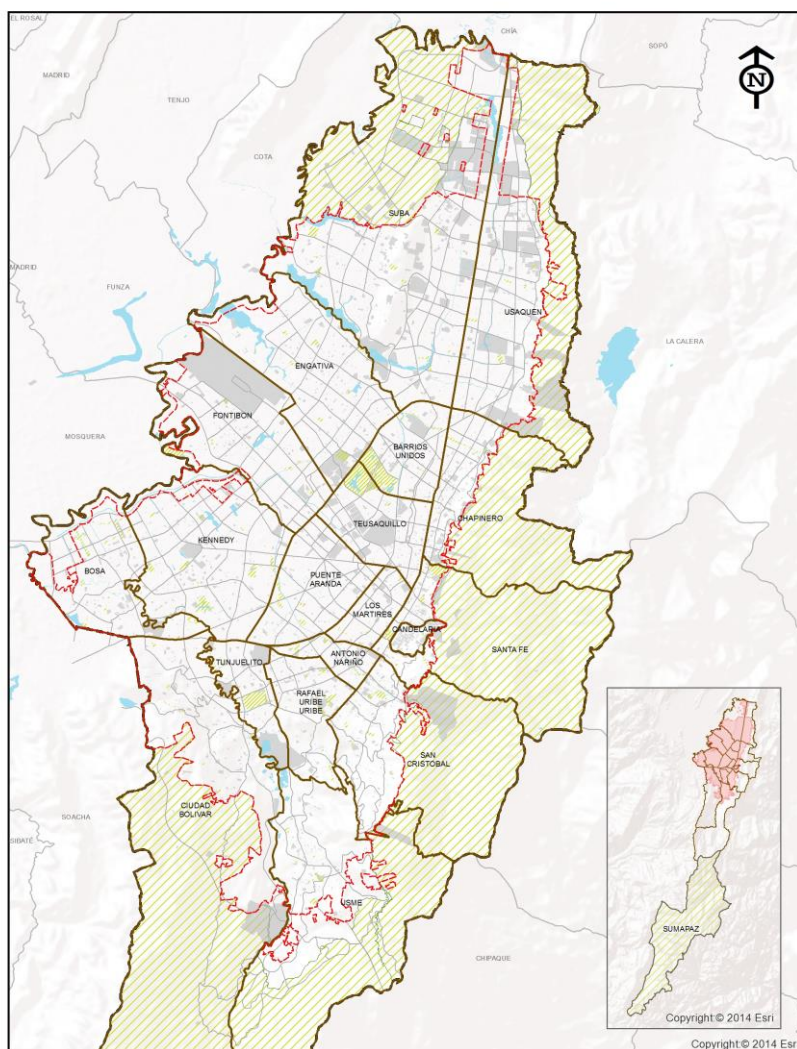 EL ROSAL
CHÍA
SOPÓ
MADRID
N
TENJO
COTA
SUBA
MADRID
FUNZA
USAQUEN
LA CALERA
ENGATIVA
FONTIBON
MOSQUERA
BARRIOS
UNIDOS
CHAPINERO
TEUSAQUILLO
KENNEDY
BOSA
PUENTE
ARANDA
LOS
MARTIRES
CANDELARIA
SANTA FE
ANTONIO
NARIÑO
TUNJUELITO
RAFAEL
URIBE
URIBE
SAN
CRISTOBAL
CIUDAD
BOLIVAR
SOACHA
SIBATÉ
USME
CHIPAQUE
SUMAPAZ
Copyright:© 2014 Esri
Copyright:© 2014 Esri